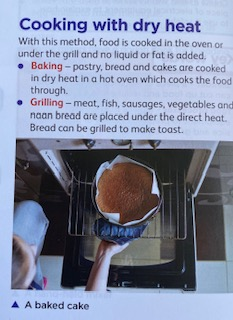 Cooking with dry heat
With this method, food is cooked in the oven or
under the grill and no liquid or fat is added.
● Baking – pastry, bread and cakes are cooked
in dry heat in a hot oven which cooks the food
through.
● Grilling – meat, fish, sausages, vegetables and
naan bread are placed under the direct heat.
Bread can be grilled to make toast.
▲ A baked cake